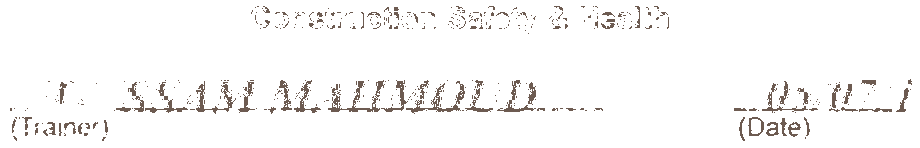 Construction Safety & Health
SSAM MAHMOUD
(Trainer) (Date)